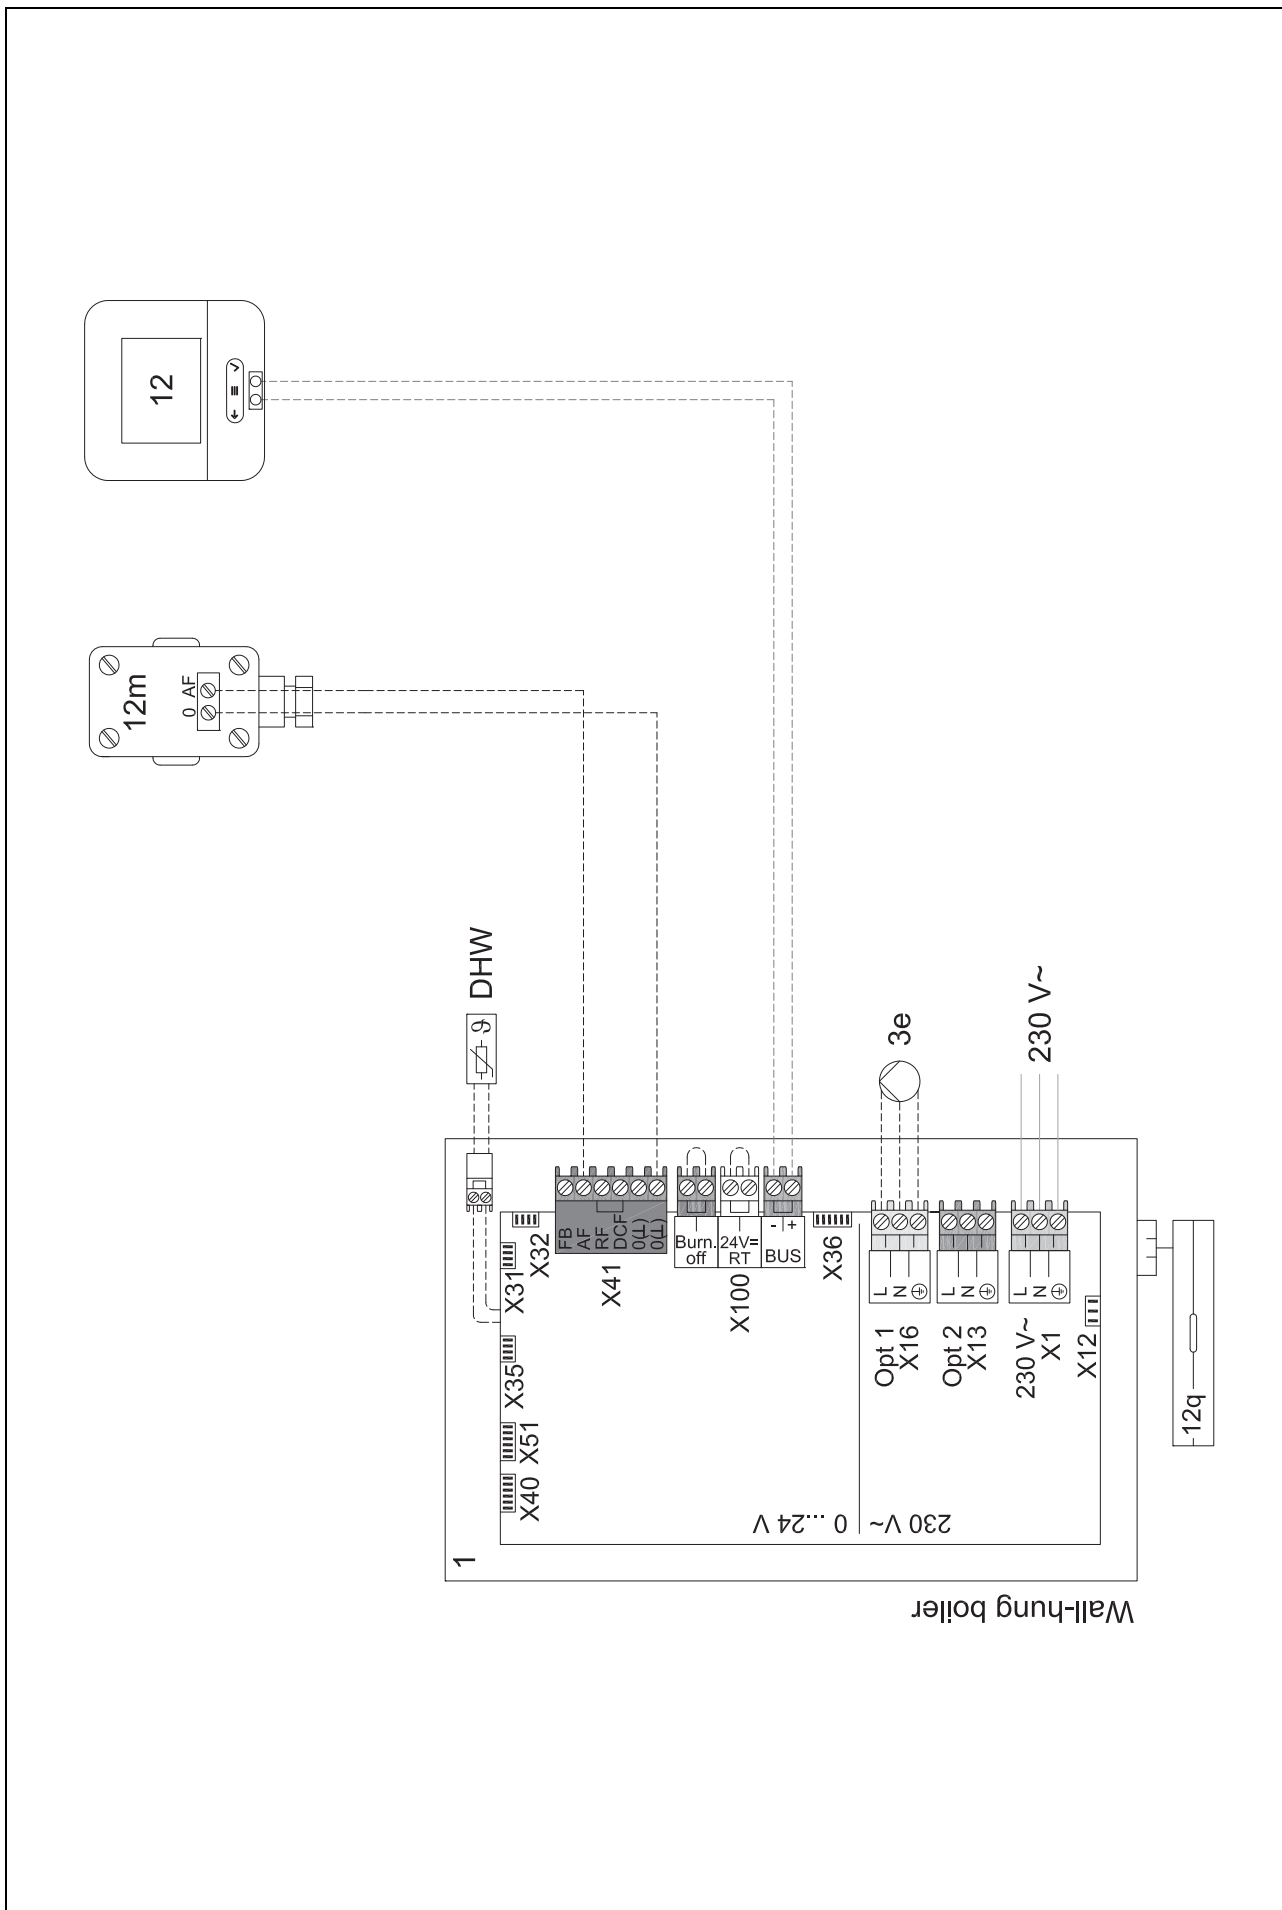 12
12m
0 AF
DHW
ϑ
3e
230 V~
X32
X31
X35
X51
X40
FB
AF
RF
DCF
0(⊥)
0(⊥)
X41
Burn.
off
24V=
RT
X100
- +
BUS
X36
L
N
Opt 1
X16
L
N
Opt 2
X13
L
N
230 V~
X1
X12
12q
230 V~ | 0 ...24 V
1
Wall-hung boiler